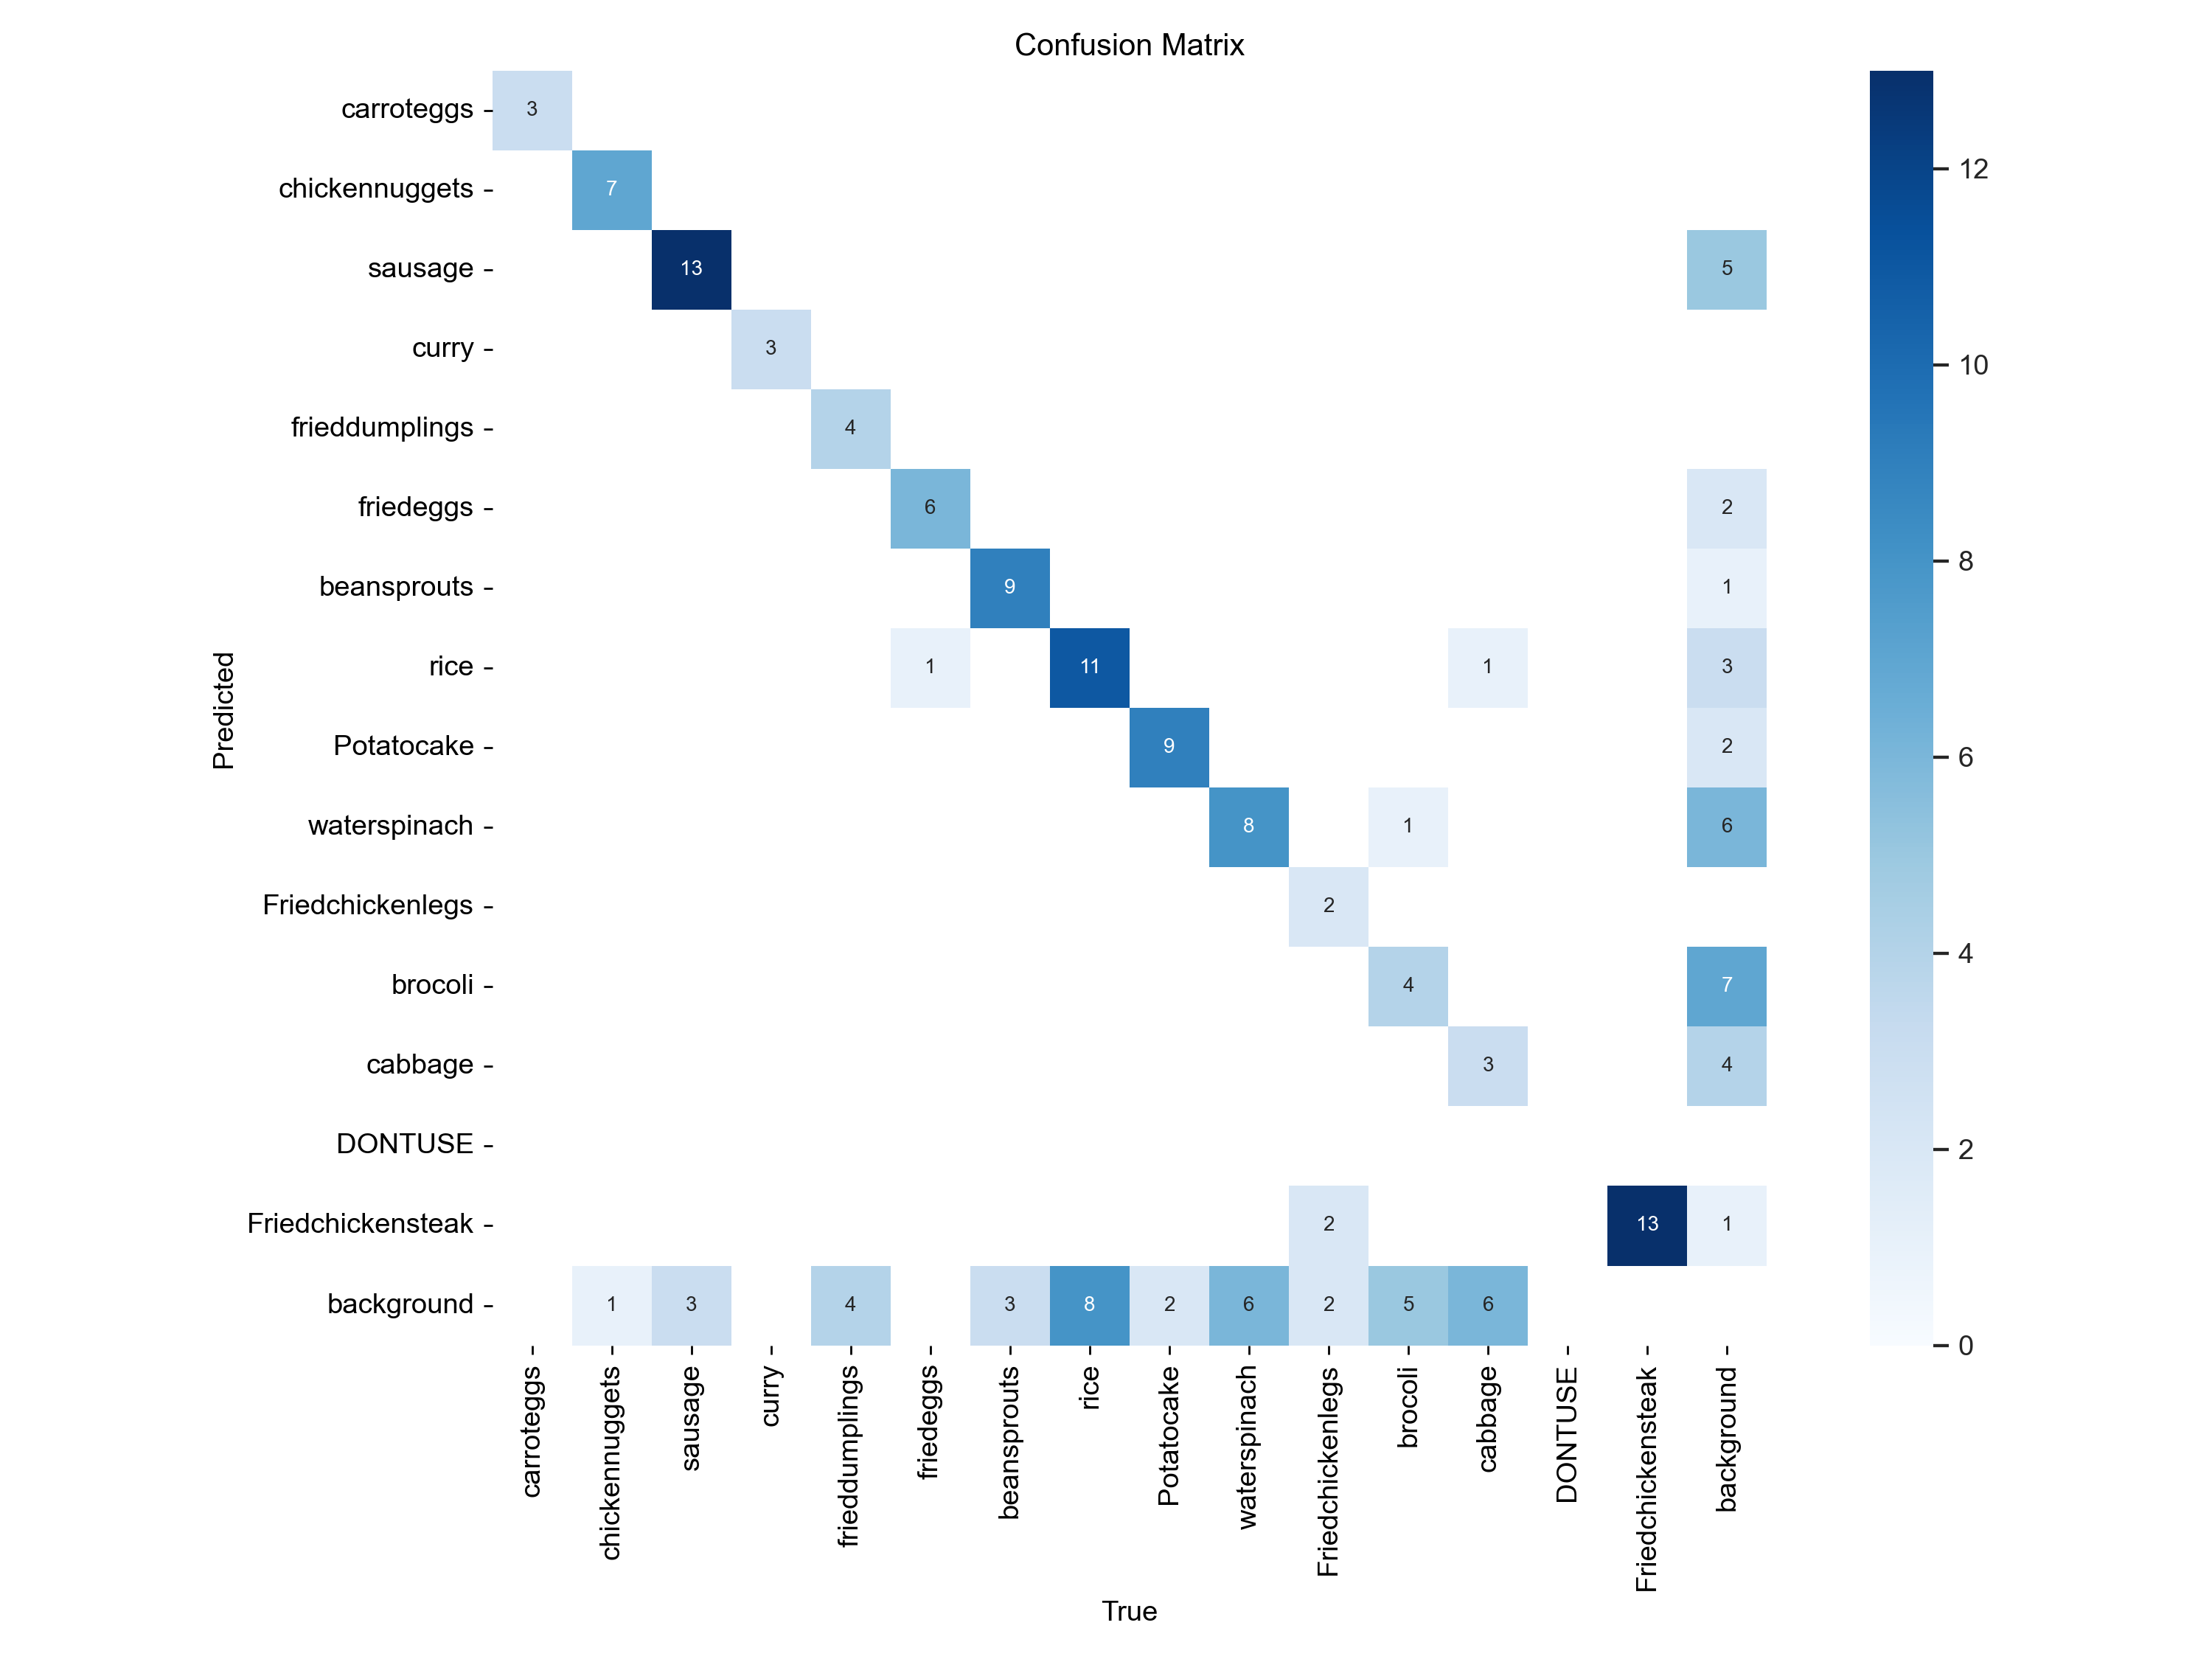 Confusion Matrix
carroteggs 3
chickennuggets 7
sausage 13 5
curry 3
frieddumplings 4
friedeggs 6 2
beansprouts 9 1
rice 1 11 1 3
Potatocake 9 2
waterspinach 8 1 6
Friedchickenlegs 2
brocoli 4 7
cabbage 3 4
DONTUSE
Friedchickensteak 2 13 1
background 1 3 4 3 8 2 6 2 5 6
Predicted
carroteggs
chickennuggets
sausage
curry
frieddumplings
friedeggs
beansprouts
rice
Potatocake
waterspinach
Friedchickenlegs
brocoli
cabbage
DONTUSE
Friedchickensteak
background
True
12
10
8
6
4
2
0